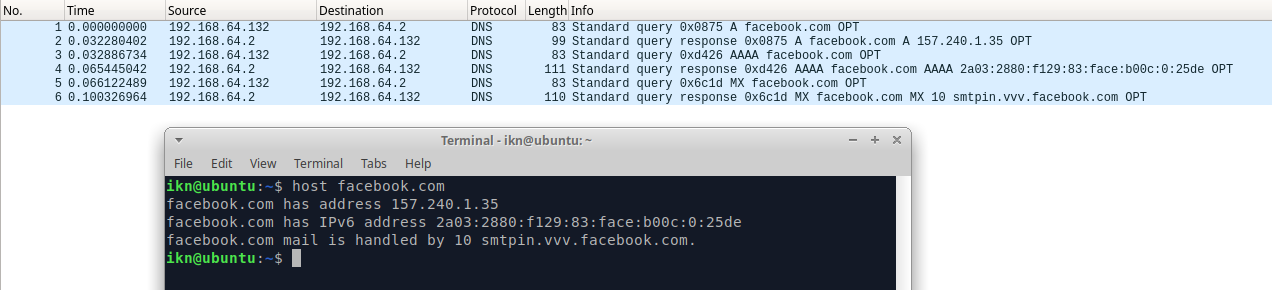 No. Time Source Destination Protocol Length Info
1 0.000000000 192.168.64.132 192.168.64.2 DNS 83 Standard query 0x0875 A facebook.com OPT
2 0.032280402 192.168.64.2 192.168.64.132 DNS 99 Standard query response 0x0875 A facebook.com A 157.240.1.35 OPT
3 0.032886734 192.168.64.132 192.168.64.2 DNS 83 Standard query 0xd426 AAAA facebook.com OPT
4 0.065445042 192.168.64.2 192.168.64.132 DNS 111 Standard query response 0xd426 AAAA facebook.com AAAA 2a03:2880:f129:83:face:b00c:0:25de OPT
5 0.066122489 192.168.64.132 192.168.64.2 DNS 83 Standard query 0x6c1d MX facebook.com OPT
6 0.100326964 192.168.64.2 192.168.64.132 DNS 110 Standard query response 0x6c1d MX facebook.com MX 10 smtpin.vvv.facebook.com OPT
Terminal - ikn@ubuntu: ~
File Edit View Terminal Tabs Help
ikn@ubuntu:~$ host facebook.com
facebook.com has address 157.240.1.35
facebook.com has IPv6 address 2a03:2880:f129:83:face:b00c:0:25de
facebook.com mail is handled by 10 smtpin.vvv.facebook.com.
ikn@ubuntu:~$